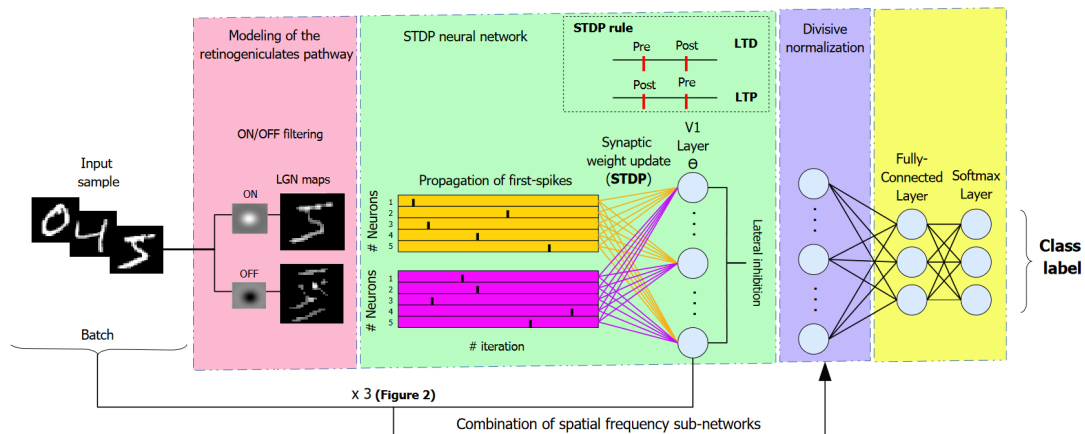 Modeling of the
retinogeniculates pathway
STDP neural network
STDP rule
Pre
Post
LTD
Post
Pre
LTP
Divisive
normalization
Input
sample
Batch
ON/OFF filtering
ON
LGN maps
OFF
Propagation of first-spikes
# Neurons
1
2
3
4
5
# Neurons
1
2
3
4
5
# iteration
Synaptic
weight update
(STDP)
V1
Layer
Θ
Lateral inhibition
Fully-
Connected
Layer
Softmax
Layer
Class
label
x 3 (Figure 2)
Combination of spatial frequency sub-networks
0
4
5